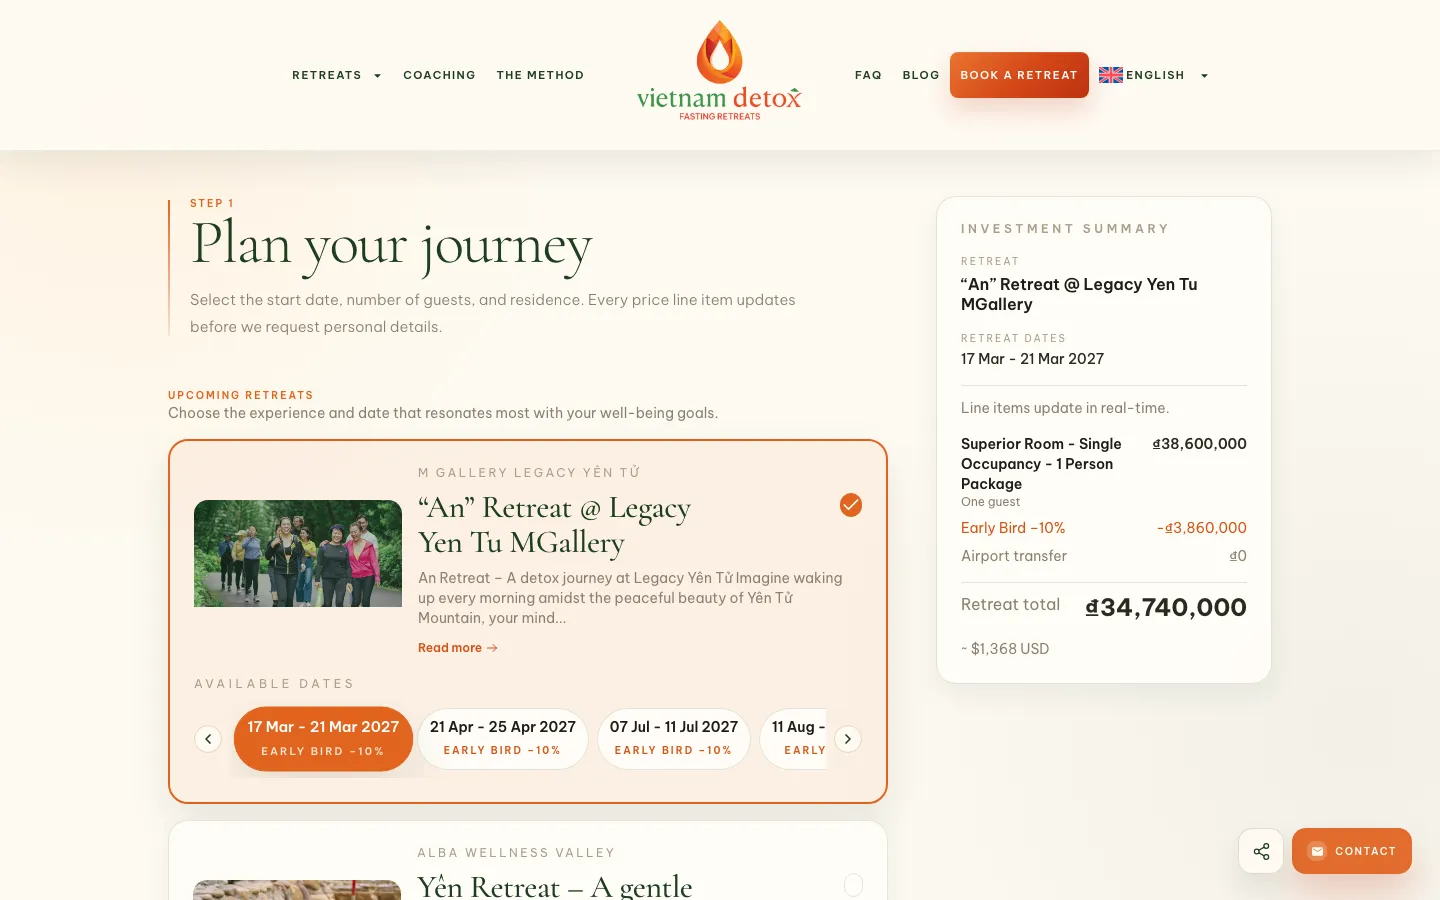 RETREATS
COACHING
THE METHOD
vietnam detox
FASTING RETREATS
FAQ
BLOG
BOOK A RETREAT
ENGLISH
STEP 1
Plan your journey
Select the start date, number of guests, and residence. Every price line item updates
before we request personal details.
UPCOMING RETREATS
Choose the experience and date that resonates most with your well-being goals.
M GALLERY LEGACY YÊN TỬ
“An” Retreat @ Legacy
Yen Tu MGallery
An Retreat – A detox journey at Legacy Yên Tử Imagine waking
up every morning amidst the peaceful beauty of Yên Tử
Mountain, your mind...
Read more →
AVAILABLE DATES
17 Mar - 21 Mar 2027
EARLY BIRD −10%
21 Apr - 25 Apr 2027
EARLY BIRD −10%
07 Jul - 11 Jul 2027
EARLY BIRD −10%
11 Aug -
EARLY
ALBA WELLNESS VALLEY
Yên Retreat – A gentle
INVESTMENT SUMMARY
RETREAT
“An” Retreat @ Legacy Yen Tu
MGallery
RETREAT DATES
17 Mar - 21 Mar 2027
Line items update in real-time.
Superior Room - Single
Occupancy - 1 Person
Package
₫38,600,000
One guest
Early Bird −10% -₫3,860,000
Airport transfer ₫0
Retreat total ₫34,740,000
~ $1,368 USD
CONTACT